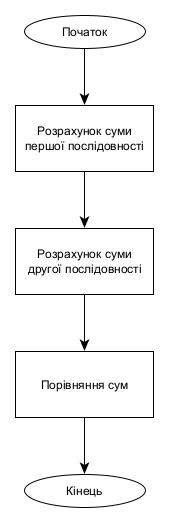 Початок
Розрахунок суми
першої послідовності
Розрахунок суми
другої послідовності
Порівняння сум
Кінець